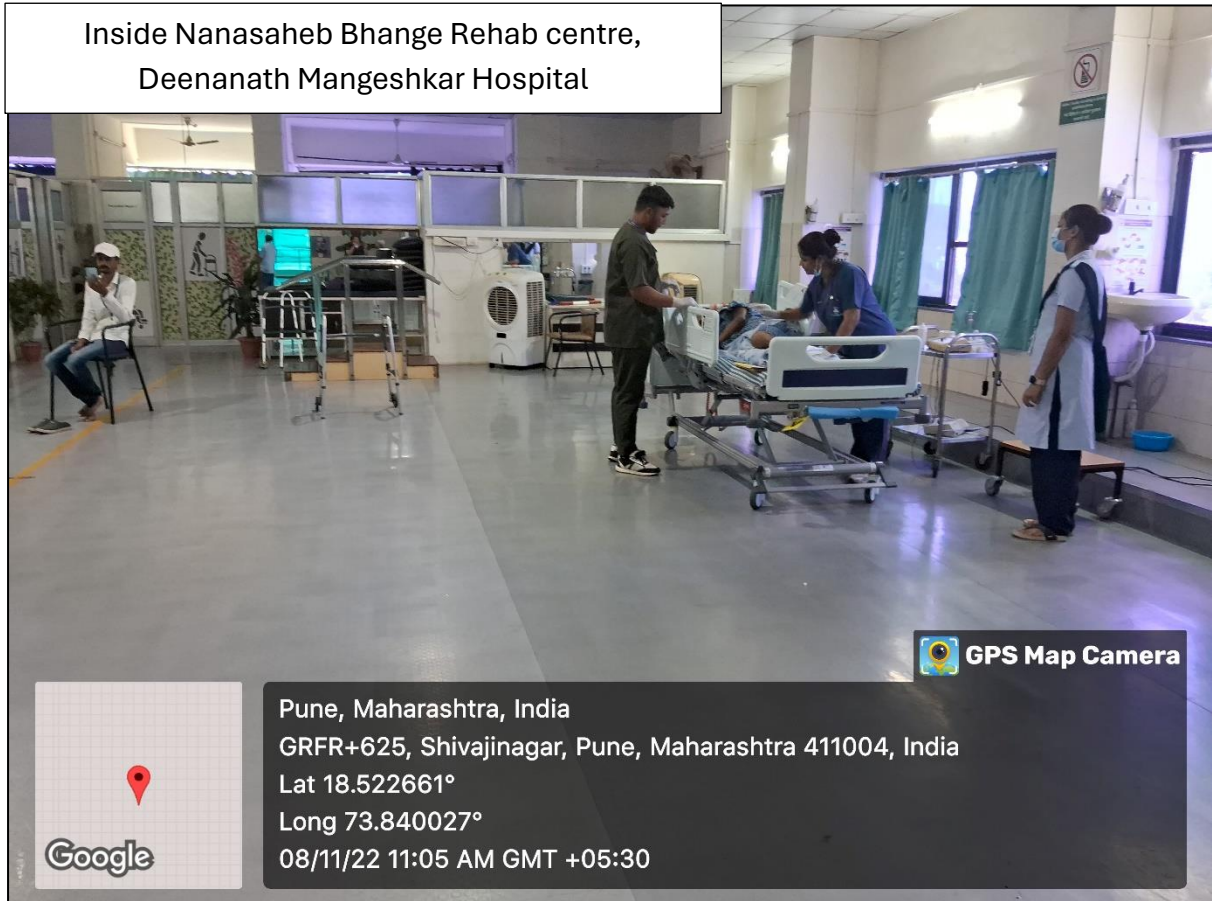 Inside Nanasaheb Bhange Rehab centre,
Deenanath Mangeshkar Hospital
GPS Map Camera
Pune, Maharashtra, India
GRFR+625, Shivajinagar, Pune, Maharashtra 411004, India
Lat 18.522661°
Long 73.840027°
08/11/22 11:05 AM GMT +05:30
Google